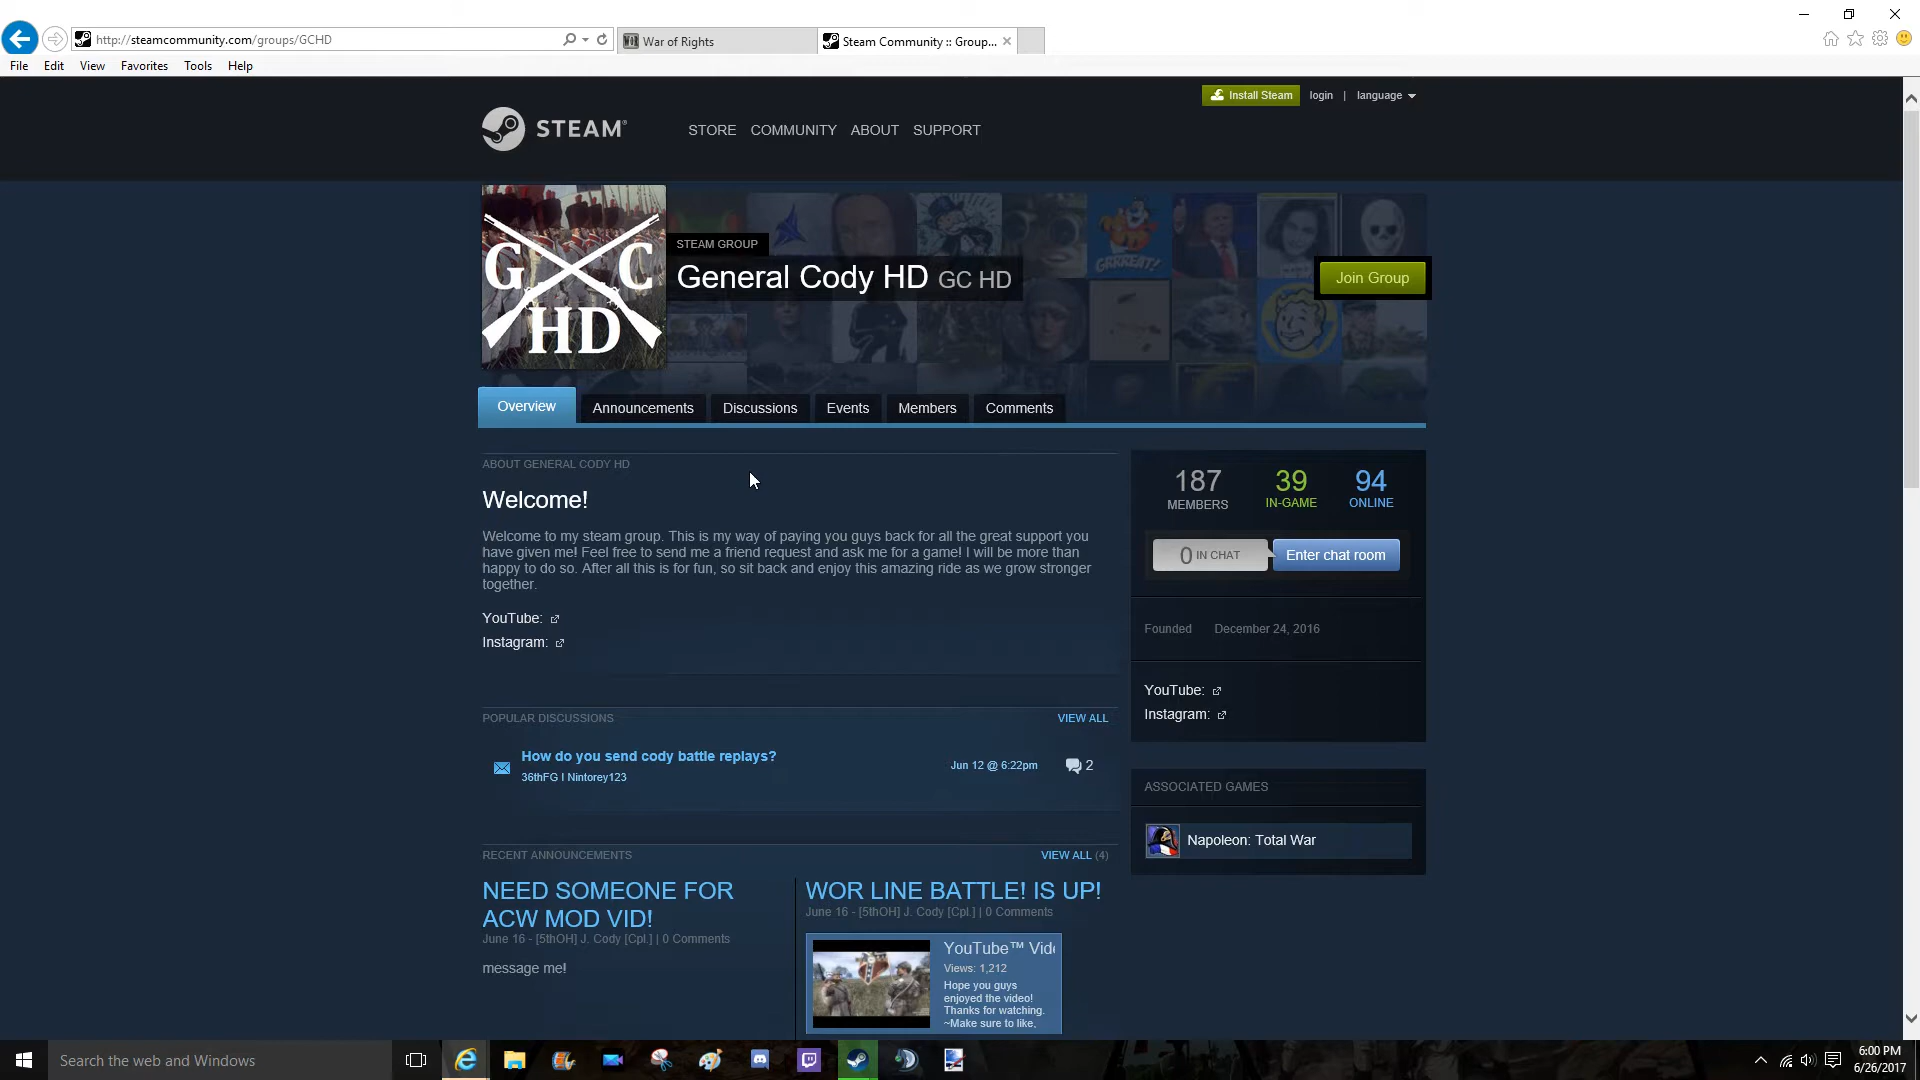 http://steamcommunity.com/groups/GCHD
War of Rights
Steam Community :: Group...
File Edit View Favorites Tools Help
Install Steam login | language
STEAM
STORE COMMUNITY ABOUT SUPPORT
G C
HD
GRRREAT!
STEAM GROUP
General Cody HD GC HD
Join Group
Overview Announcements Discussions Events Members Comments
ABOUT GENERAL CODY HD
Welcome!
Welcome to my steam group. This is my way of paying you guys back for all the great support you
have given me! Feel free to send me a friend request and ask me for a game! I will be more than
happy to do so. After all this is for fun, so sit back and enjoy this amazing ride as we grow stronger
together.
YouTube:
Instagram:
187 39 94
MEMBERS IN-GAME ONLINE
0 IN CHAT Enter chat room
Founded December 24, 2016
YouTube:
Instagram:
ASSOCIATED GAMES
Napoleon: Total War
POPULAR DISCUSSIONS VIEW ALL
How do you send cody battle replays?
36thFG I Nintorey123
Jun 12 @ 6:22pm 2
RECENT ANNOUNCEMENTS VIEW ALL (4)
NEED SOMEONE FOR
ACW MOD VID!
June 16 - [5thOH] J. Cody [Cpl.] | 0 Comments
message me!
WOR LINE BATTLE! IS UP!
June 16 - [5thOH] J. Cody [Cpl.] | 0 Comments
YouTube™ Vide
Views: 1,212
Hope you guys
enjoyed the video!
Thanks for watching.
~Make sure to like,
Search the web and Windows
6:00 PM
6/26/2017